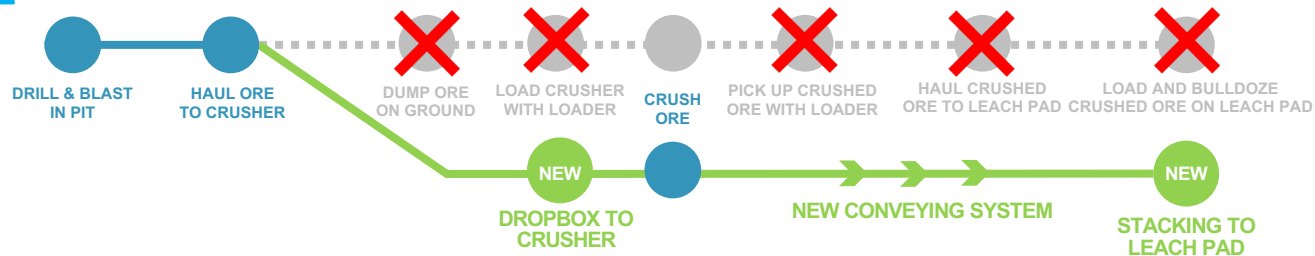 DRILL & BLAST
IN PIT
HAUL ORE
TO CRUSHER
DUMP ORE
ON GROUND
LOAD CRUSHER
WITH LOADER
CRUSH
ORE
PICK UP CRUSHED
ORE WITH LOADER
HAUL CRUSHED
ORE TO LEACH PAD
LOAD AND BULLDOZE
CRUSHED ORE ON LEACH PAD
NEW
DROPBOX TO
CRUSHER
NEW CONVEYING SYSTEM
NEW
STACKING TO
LEACH PAD